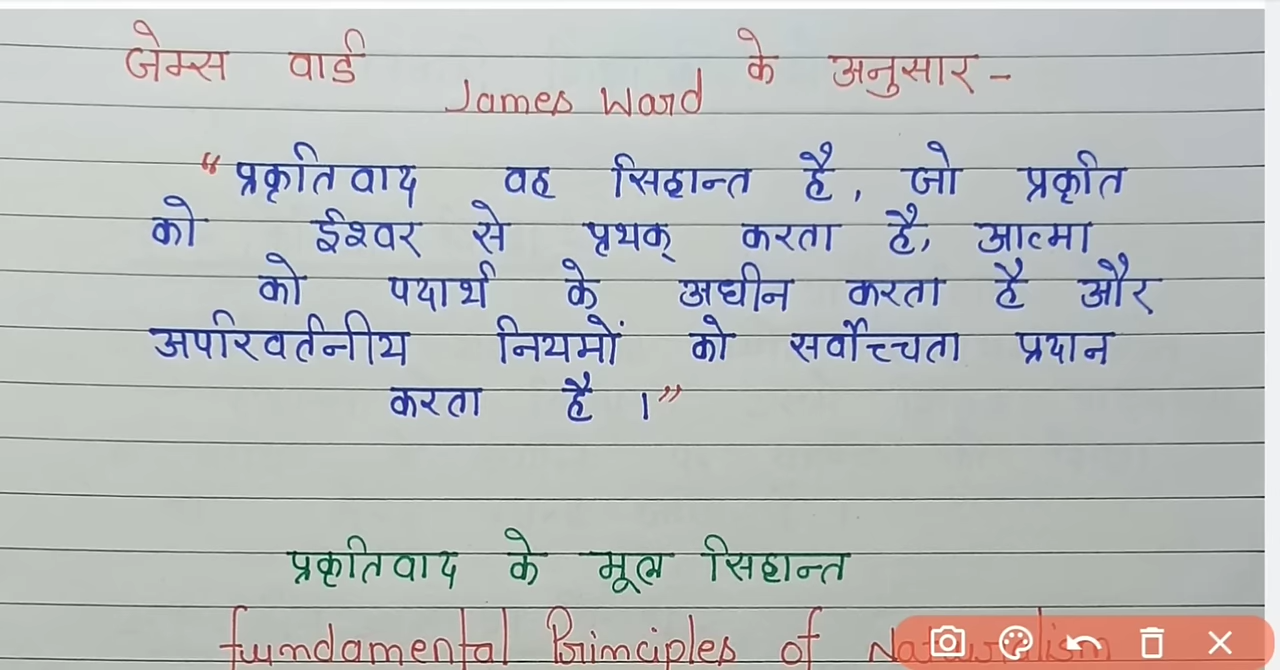 जेम्स वार्ड James Ward के अनुसार -
“प्रकृतिवाद वह सिद्धान्त है, जो प्रकृति
को ईश्वर से पृथक् करता है, आत्मा
को पदार्थ के अधीन करता है और
अपरिवर्तनीय नियमों को सर्वोच्चता प्रदान
करता है ।”
प्रकृतिवाद के मूल सिद्धान्त
fundamental Principles of